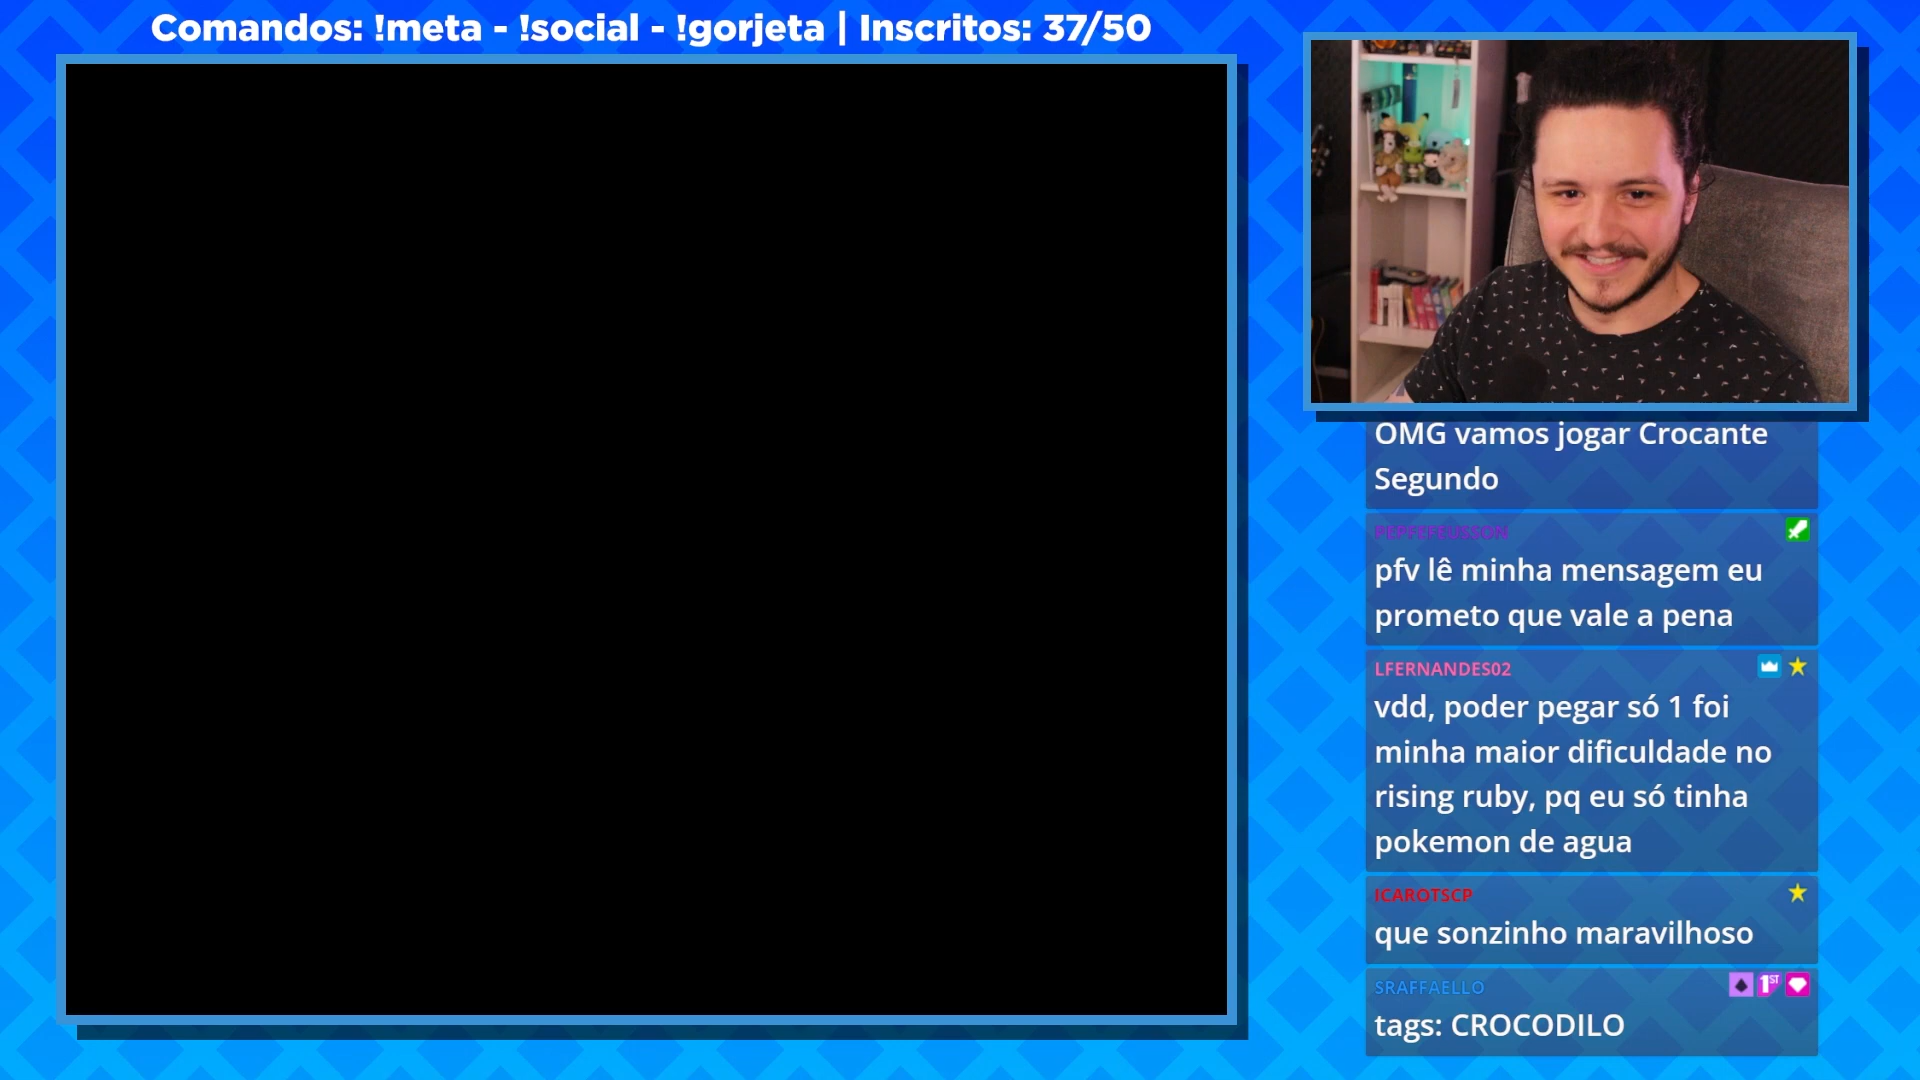 Comandos: !meta - !social - !gorjeta | Inscritos: 37/50
OMG vamos jogar Crocante
Segundo
pfv lê minha mensagem eu
prometo que vale a pena
LFERNANDES02
vdd, poder pegar só 1 foi
minha maior dificuldade no
rising ruby, pq eu só tinha
pokemon de agua
ICAROTSCP
que sonzinho maravilhoso
SRAFFAELLO
1ST
tags: CROCODILO